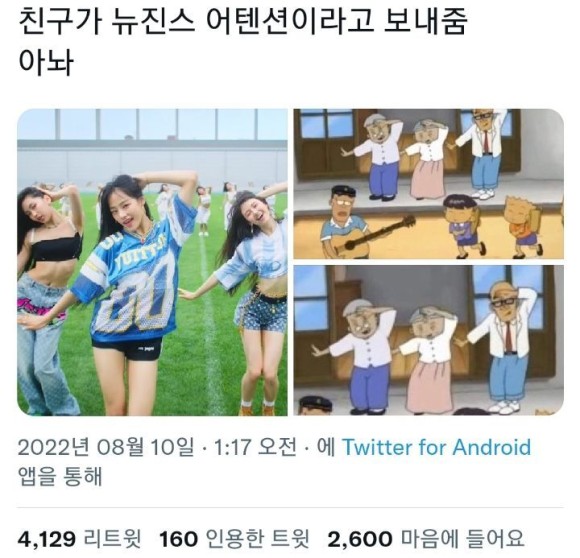 친구가 뉴진스 어텐션이라고 보내줌
아놔
80
2022년 08월 10일 · 1:17 오전 · 에 Twitter for Android
앱을 통해
4,129 리트윗 160 인용한 트윗 2,600 마음에 들어요